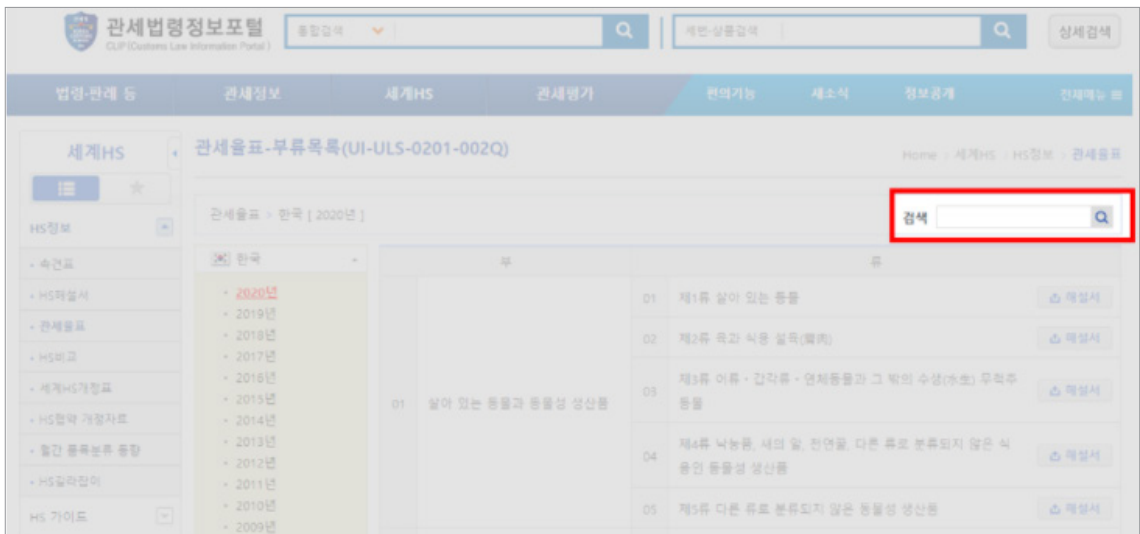 관세법령정보포털
CLIP(Customs Law Information Portal)
통합검색
세번-상품검색
상세검색
법령·판례 등
관세정보
세계HS
관세평가
편의기능
새소식
정보공개
전체메뉴
세계HS
관세율표-부류목록(UI-ULS-0201-002Q)
Home > 세계HS > HS정보 > 관세율표
HS정보
관세율표 > 한국 [ 2020년 ]
검색
속견표
HS해설서
관세율표
HS비교
세계HS개정표
HS협약 개정자료
월간 품목분류 동향
HS길라잡이
HS 가이드
한국
2020년
2019년
2018년
2017년
2016년
2015년
2014년
2013년
2012년
2011년
2010년
2009년
부
류
01 살아 있는 동물과 동물성 생산품
01 제1류 살아 있는 동물 해설서
02 제2류 육과 식용 설육(屑肉) 해설서
03 제3류 어류ㆍ갑각류ㆍ연체동물과 그 밖의 수생(水生) 무척추
동물 해설서
04 제4류 낙농품, 새의 알, 천연꿀, 다른 류로 분류되지 않은 식
용인 동물성 생산품 해설서
05 제5류 다른 류로 분류되지 않은 동물성 생산품 해설서